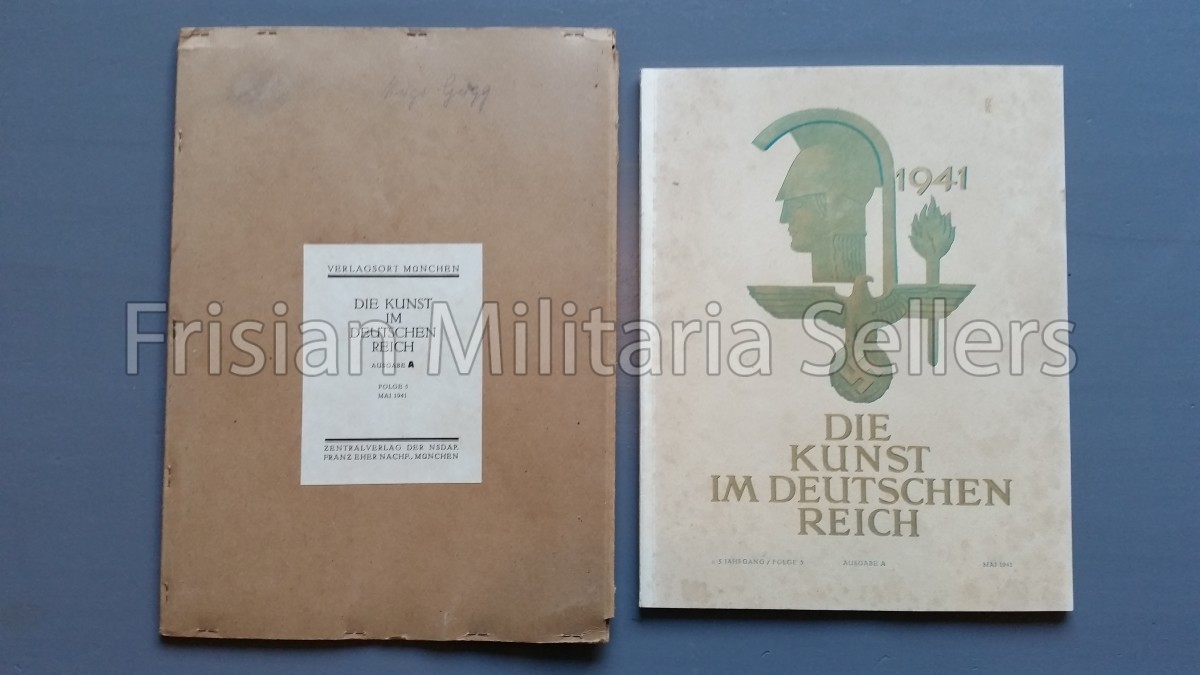 VERLAGSORT MÜNCHEN
DIE KUNST
IM
DEUTSCHEN
REICH
AUSGABE A
FOLGE 5
MAI 1941
ZENTRALVERLAG DER NSDAP.
FRANZ EHER NACHF., MÜNCHEN
1941
DIE
KUNST
IM DEUTSCHEN
REICH
5. JAHRGANG / FOLGE 5 AUSGABE A MAI 1941
Frisian Militaria Sellers